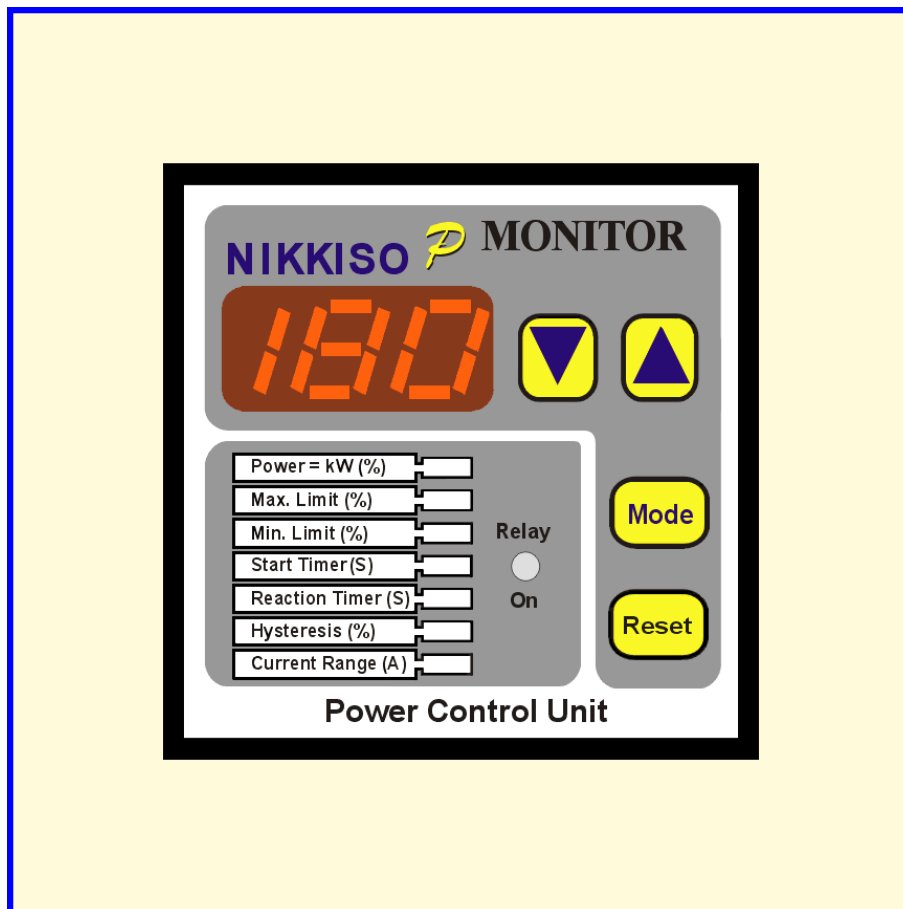 NIKKISO P MONITOR
180
Power = kW (%)
Max. Limit (%)
Min. Limit (%)
Start Timer (S)
Reaction Timer (S)
Hysteresis (%)
Current Range (A)
Relay
On
Mode
Reset
Power Control Unit